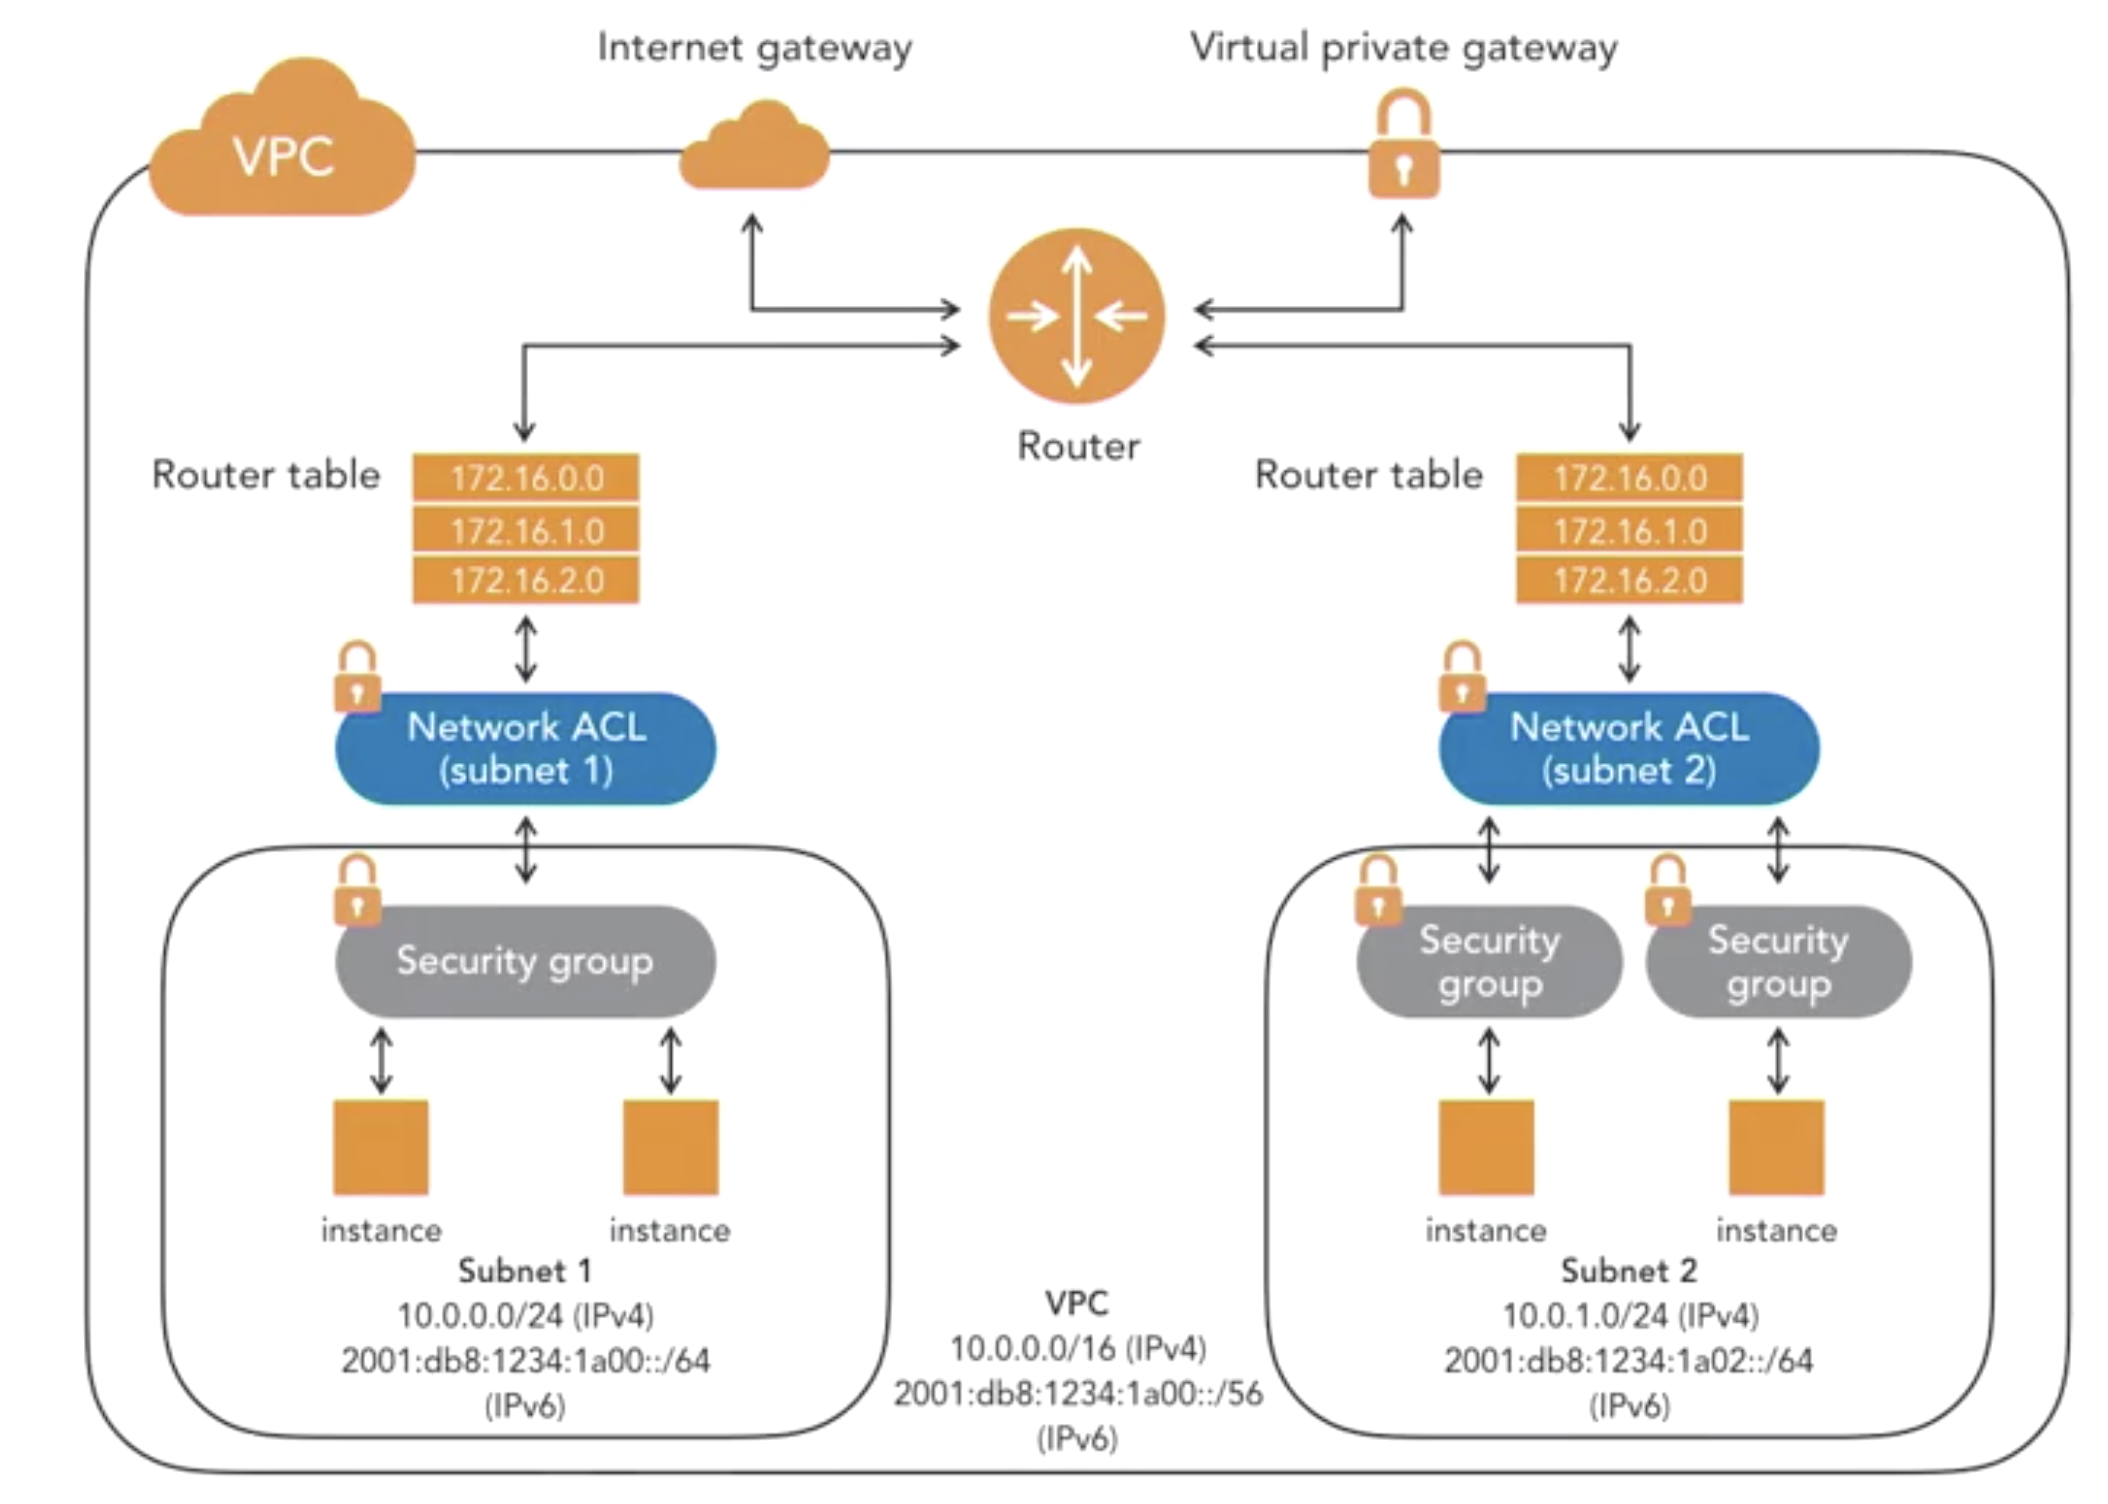 Internet gateway
Virtual private gateway
VPC
Router
Router table
172.16.0.0
172.16.1.0
172.16.2.0
Router table
172.16.0.0
172.16.1.0
172.16.2.0
Network ACL
(subnet 1)
Network ACL
(subnet 2)
Security group
Security
group
Security
group
instance
instance
instance
instance
Subnet 1
10.0.0.0/24 (IPv4)
2001:db8:1234:1a00::/64
(IPv6)
VPC
10.0.0.0/16 (IPv4)
2001:db8:1234:1a00::/56
(IPv6)
Subnet 2
10.0.1.0/24 (IPv4)
2001:db8:1234:1a02::/64
(IPv6)